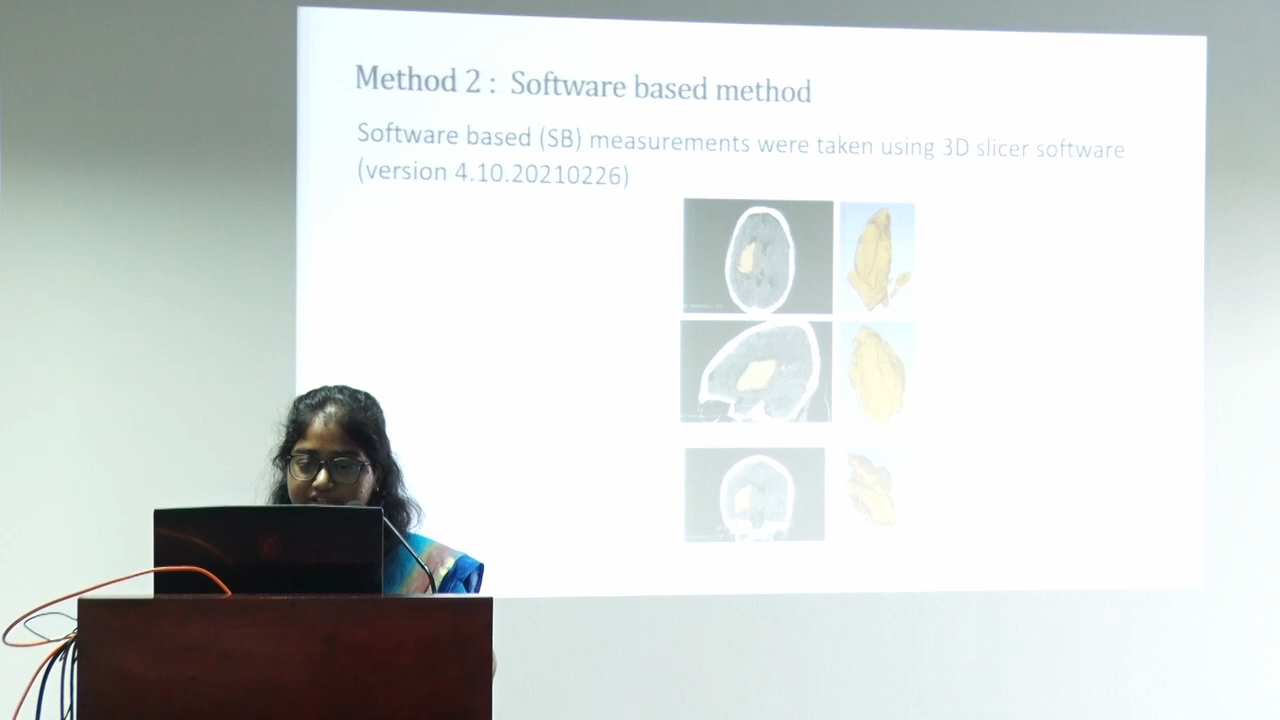 Method 2 : Software based method
Software based (SB) measurements were taken using 3D slicer software
(version 4.10.20210226)